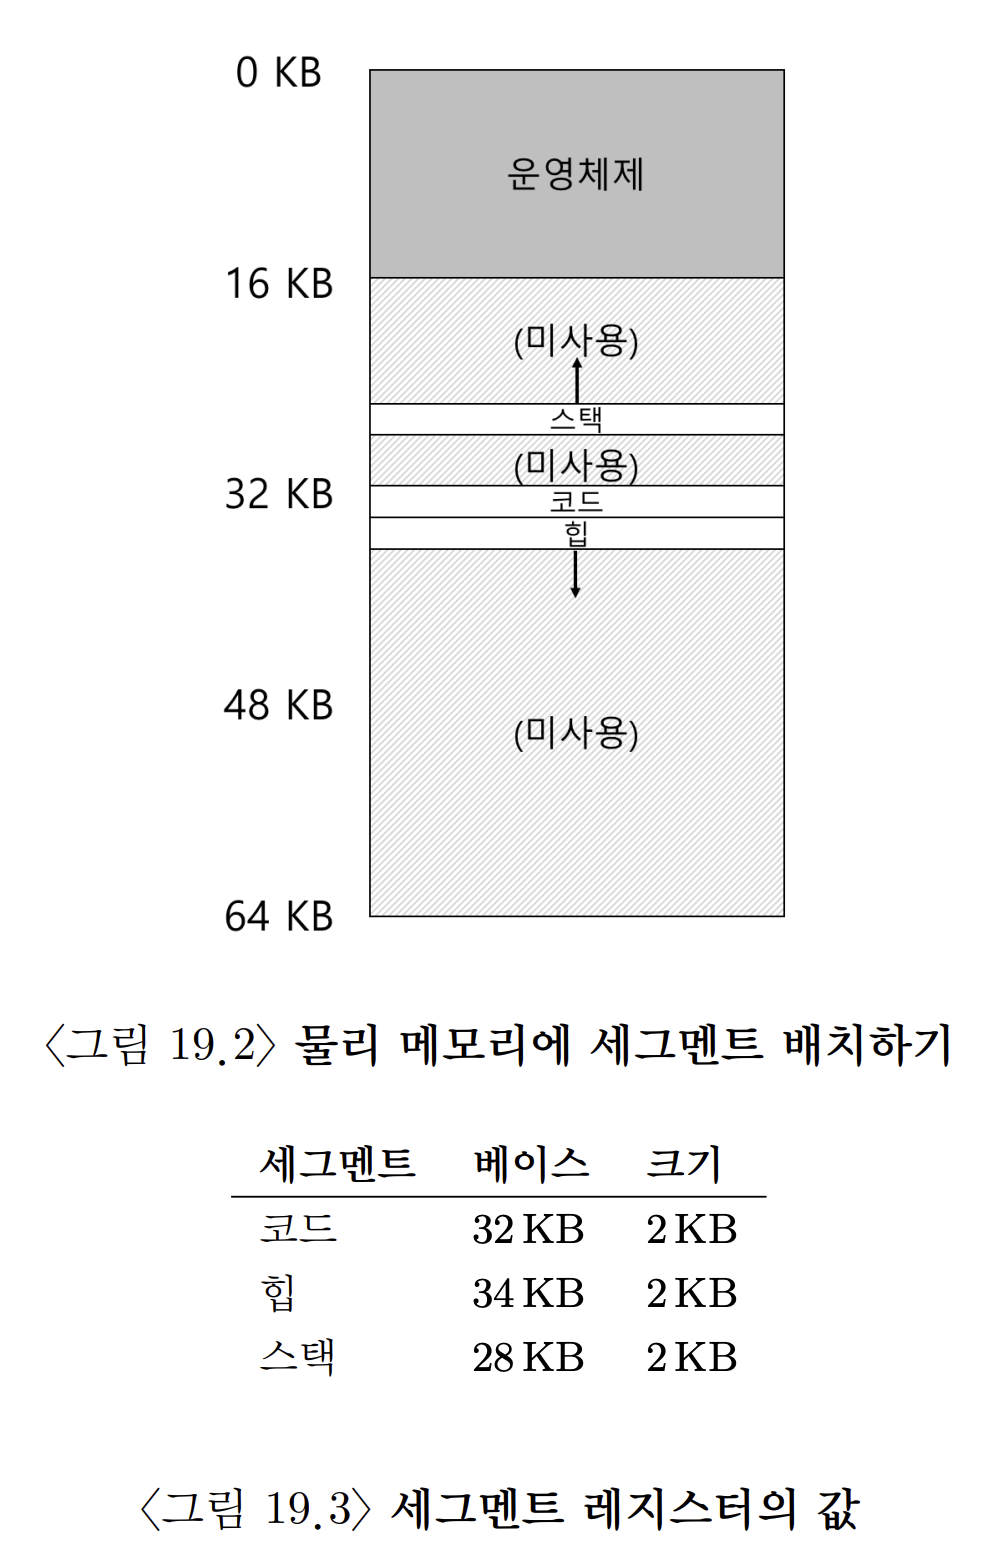 0 KB
운영체제
16 KB
(미사용)
스택
(미사용)
32 KB
코드
힙
48 KB
(미사용)
64 KB
〈그림 19.2〉 물리 메모리에 세그멘트 배치하기
세그멘트 베이스 크기
코드 32 KB 2 KB
힙 34 KB 2 KB
스택 28 KB 2 KB
〈그림 19.3〉 세그멘트 레지스터의 값